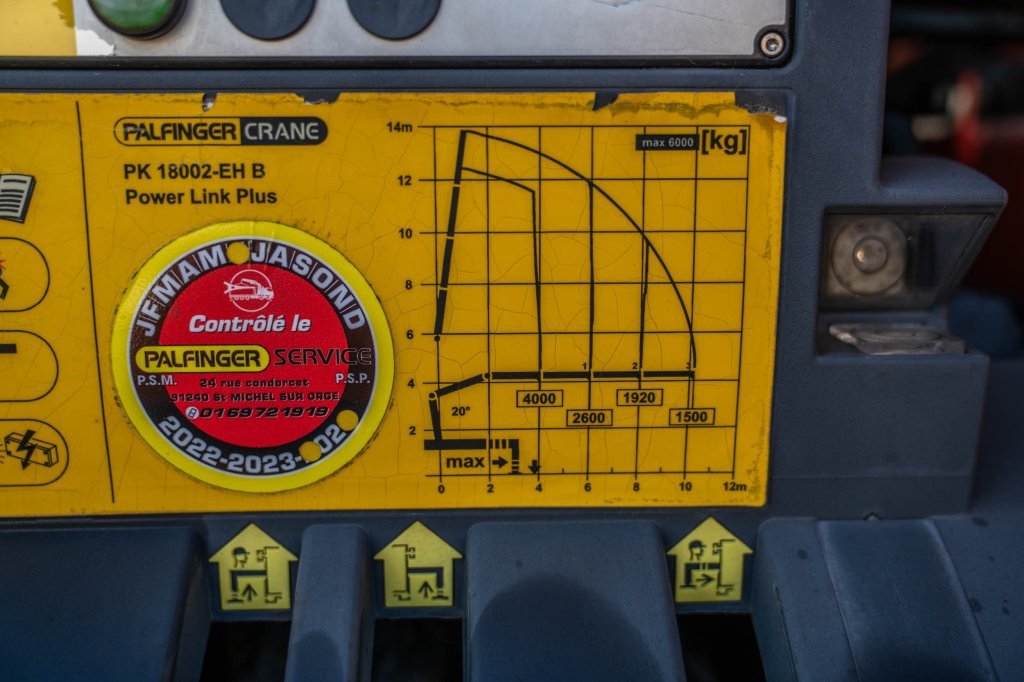 PALFINGER CRANE
PK 18002-EH B
Power Link Plus
JFMAMJJASOND
Contrôlé le
PALFINGER SERVICE
P.S.M.
24 rue condorcet
P.S.P.
91240 St MICHEL SUR ORGE
0169721919
2022-2023-202
14m
max 6000
[kg]
12
10
8
6
4
2
20°
1
2
3
4000
2600
1920
1500
max
0
2
4
6
8
10
12m